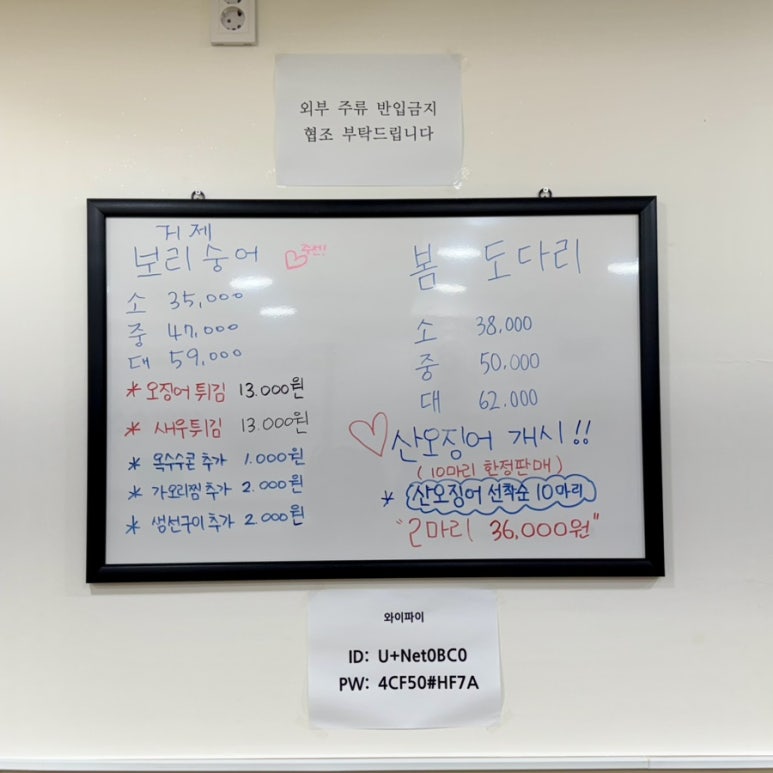 외부 주류 반입금지
협조 부탁드립니다
거제
보리숭어 추천!!
소 35,000
중 47,000
대 59,000
* 오징어 튀김 13.000원
* 새우튀김 13.000원
* 옥수수콘 추가 1.000원
* 가오리찜 추가 2.000원
* 생선구이 추가 2.000원
봄 도다리
소 38,000
중 50,000
대 62,000
산오징어 개시!!
(10마리 한정판매)
* 산오징어 선착순 10마리
"2마리 36,000원"
와이파이
ID: U+Net0BC0
PW: 4CF50#HF7A